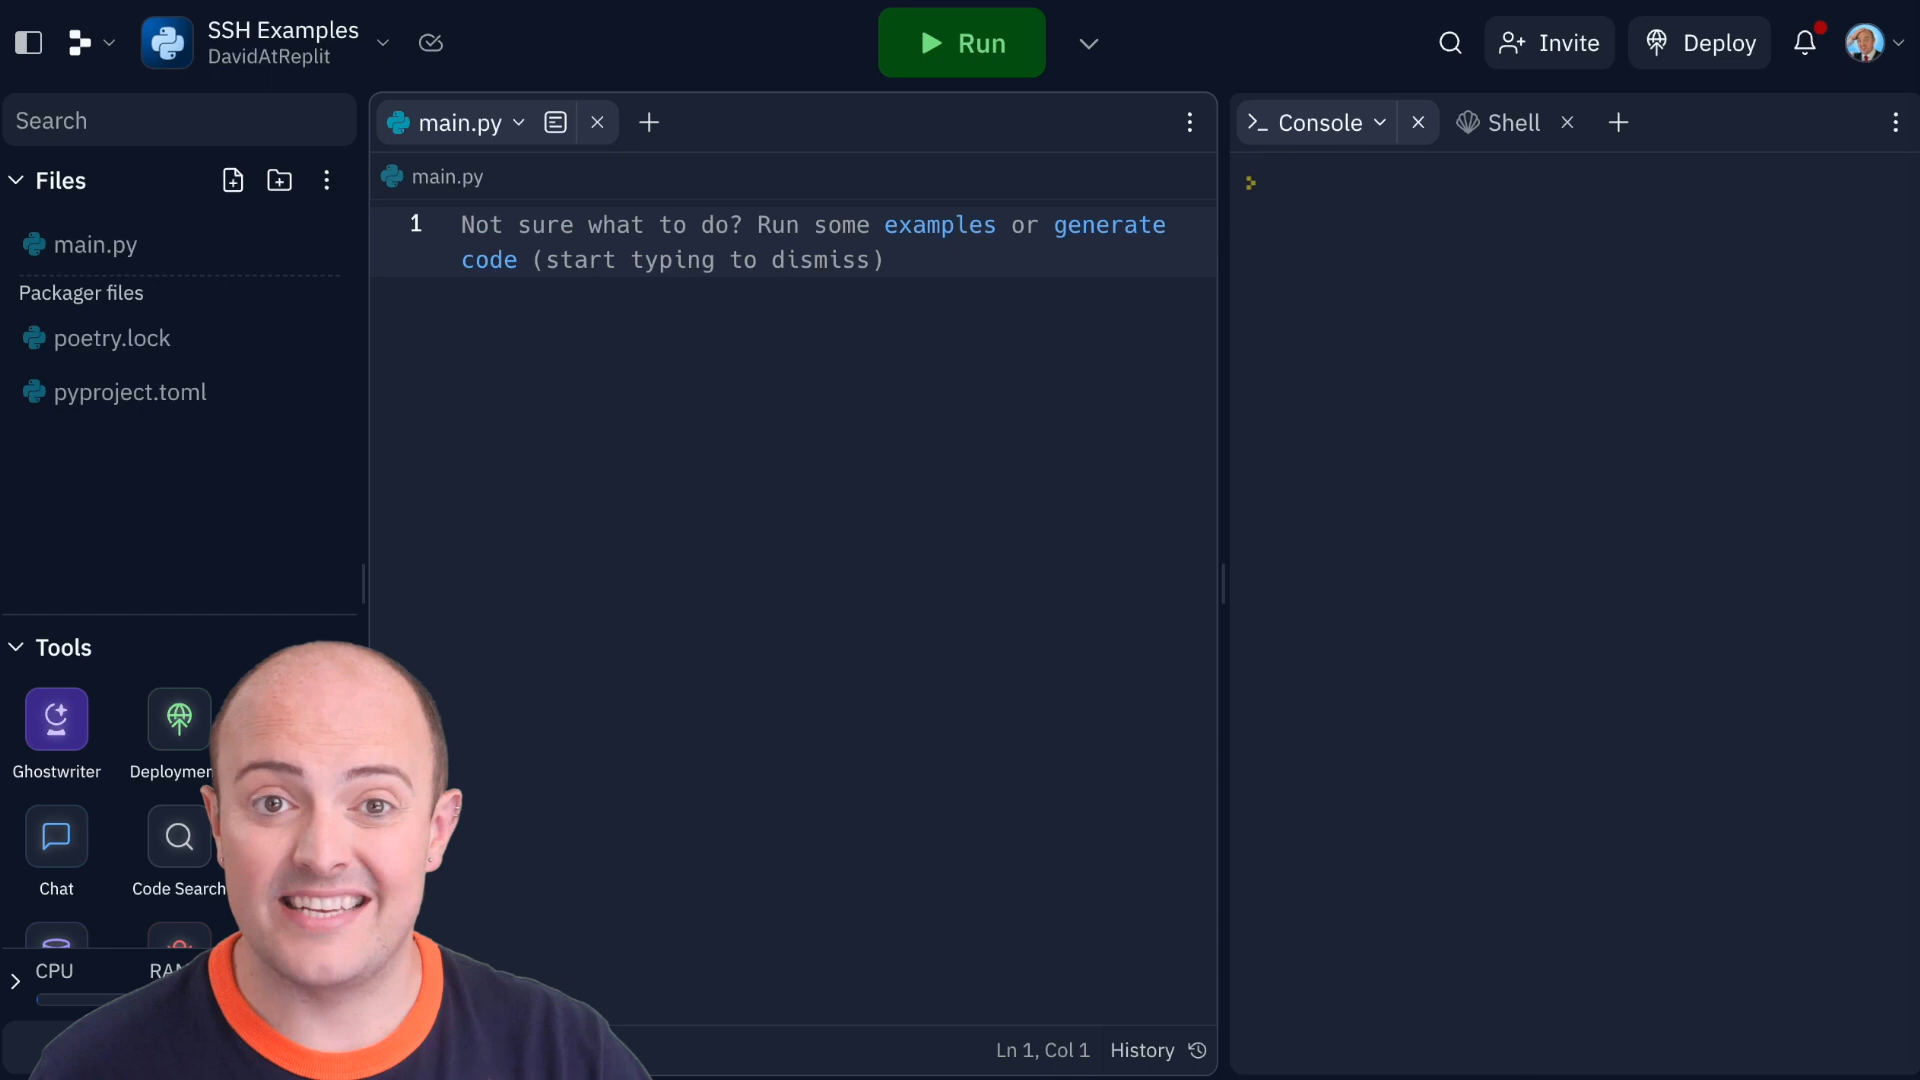 SSH Examples
DavidAtReplit
Run
Invite
Deploy
Search
Files
main.py
Packager files
poetry.lock
pyproject.toml
Tools
Ghostwriter
Deploymen
Chat
Code Search
CPU
RAM
main.py
main.py
1 Not sure what to do? Run some examples or generate
code (start typing to dismiss)
Ln 1, Col 1 History
Console
Shell